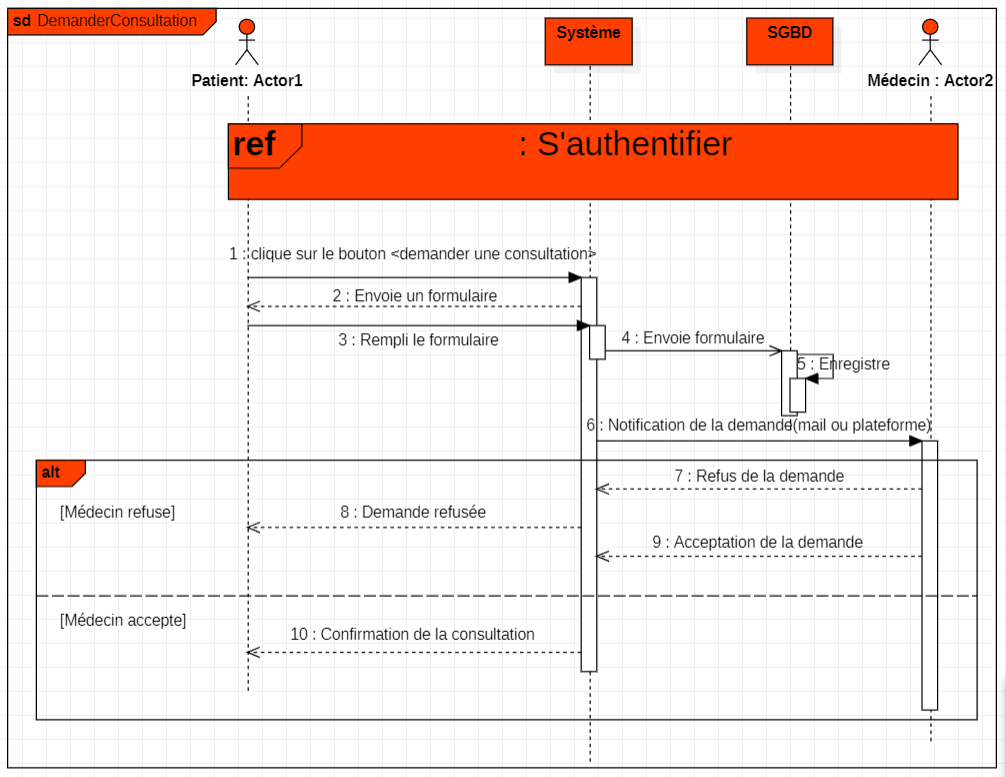 sd DemanderConsultation
Patient: Actor1
Système
SGBD
Médecin : Actor2
ref
: S'authentifier
1 : clique sur le bouton <demander une consultation>
2 : Envoie un formulaire
3 : Rempli le formulaire
4 : Envoie formulaire
5 : Enregistre
6 : Notification de la demande(mail ou plateforme)
alt
7 : Refus de la demande
[Médecin refuse]
8 : Demande refusée
9 : Acceptation de la demande
[Médecin accepte]
10 : Confirmation de la consultation